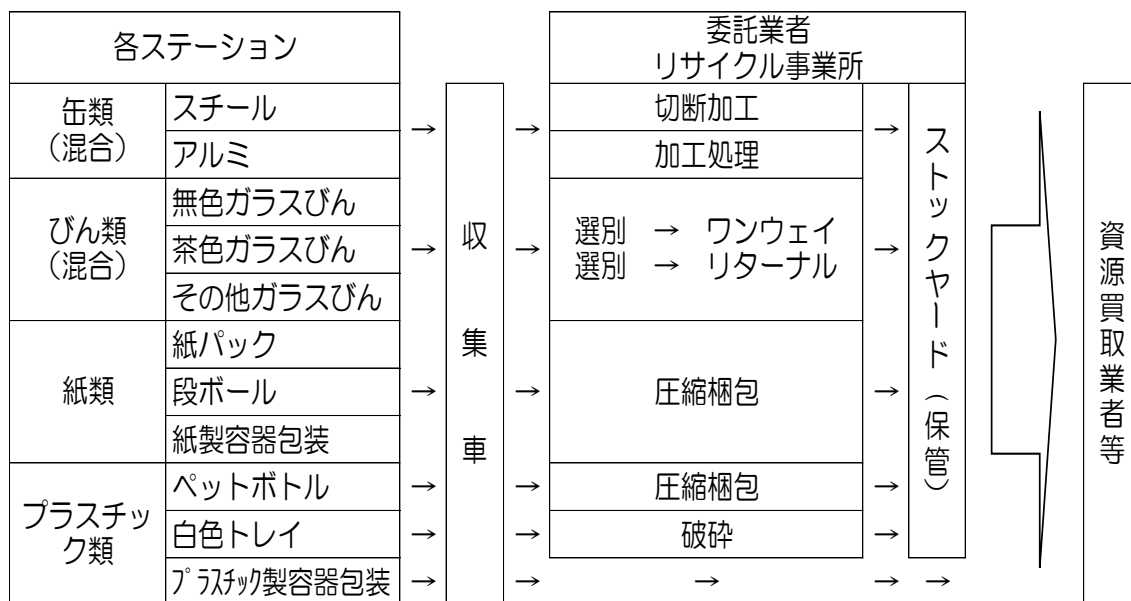 各ステーション
委託業者
リサイクル事業所
缶類
（混合）
スチール
アルミ
→
→
切断加工
加工処理
→
びん類
（混合）
無色ガラスびん
茶色ガラスびん
その他ガラスびん
→
→
選別 → ワンウェイ
選別 → リターナル
→
紙類
紙パック
段ボール
紙製容器包装
→
→
圧縮梱包
→
プラスチッ
ク類
ペットボトル
→
→
圧縮梱包
→
白色トレイ
→
→
破砕
→
プラスチック製容器包装
→
→
→
→
→
収集車
ストックヤード（保管）
資源買取業者等